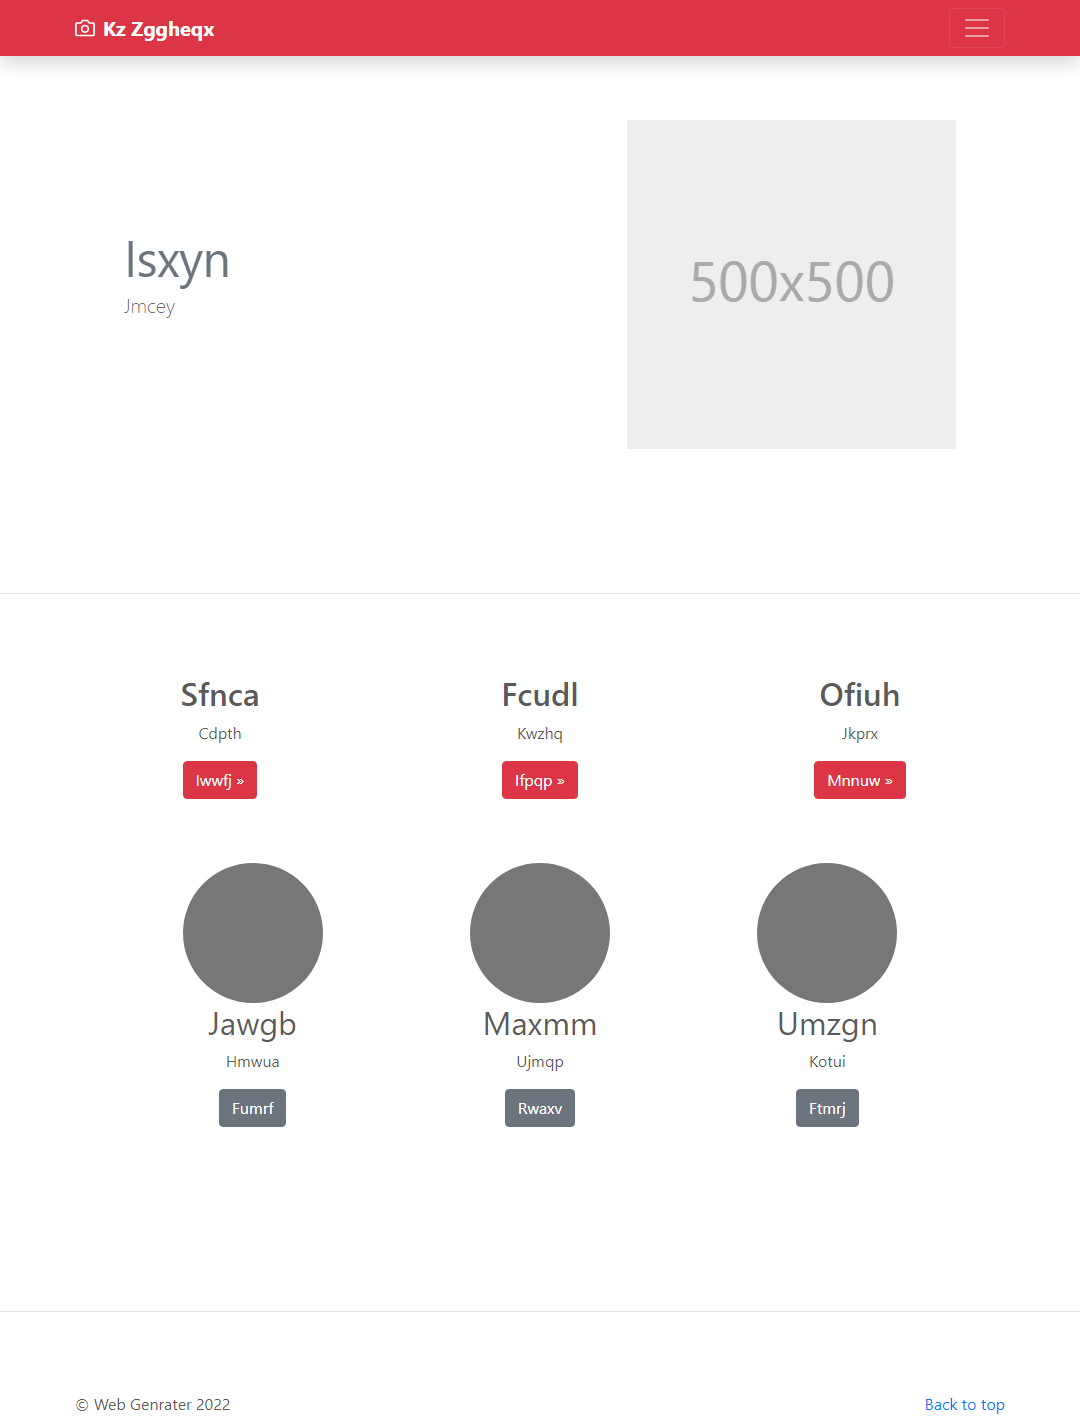 Kz Zggheqx
Isxyn
Jmcey
500x500
Sfnca
Fcudl
Ofiuh
Cdpth
Kwzhq
Jkprx
Iwwfj »
Ifpqp »
Mnnuw »
Jawgb
Maxmm
Umzgn
Hmwua
Ujmqp
Kotui
Fumrf
Rwaxv
Ftmrj
© Web Genrater 2022
Back to top